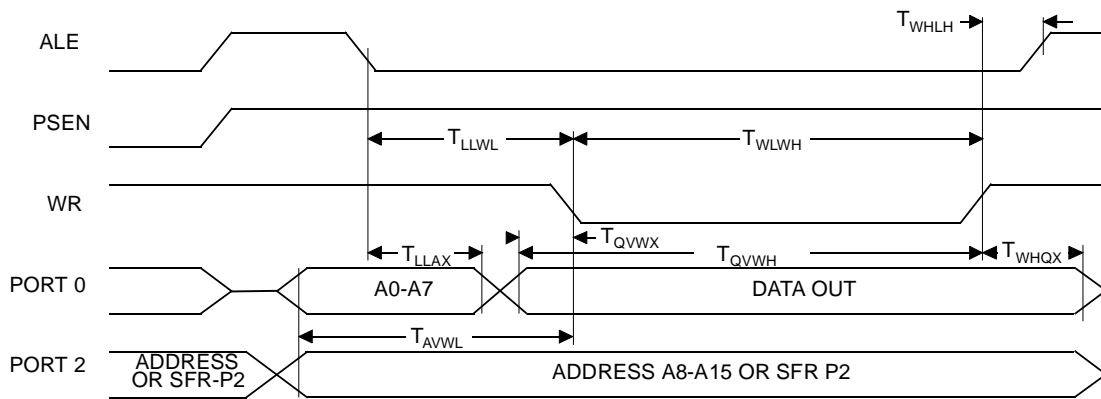 ALE
T_WHLH
PSEN
T_LLWL
T_WLWH
WR
T_QVWX
T_LLAX
T_QVWH
T_WHQX
PORT 0
A0-A7
DATA OUT
T_AVWL
PORT 2
ADDRESS
OR SFR-P2
ADDRESS A8-A15 OR SFR P2